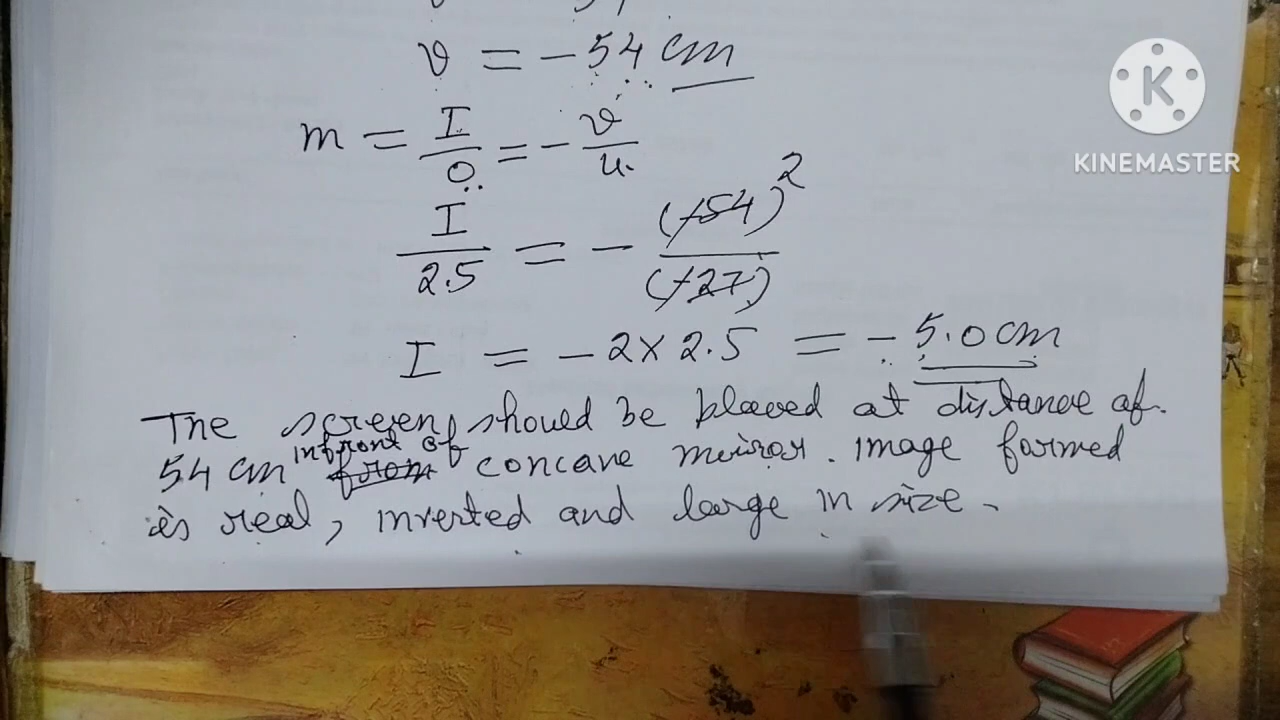 v = - 54 cm
m = I/O = - v/u
I/2.5 = - (-54)/(-27) 2
I = - 2 x 2.5 = - 5.0 cm
The screen should be placed at distance of
54 cm infront of from concave mirror. image formed
is real, inverted and large in size.
K
KINEMASTER